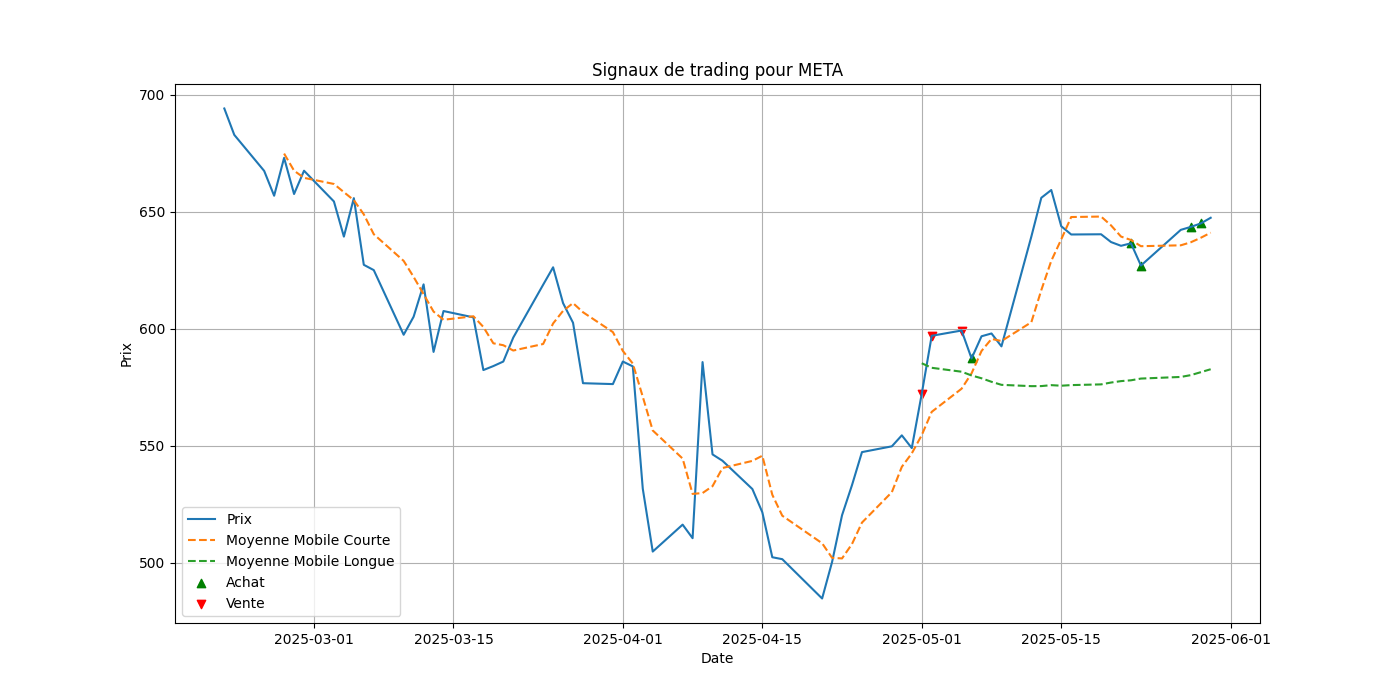 Signaux de trading pour META
Prix
700
650
600
550
500
Prix
Moyenne Mobile Courte
Moyenne Mobile Longue
Achat
Vente
2025-03-01 2025-03-15 2025-04-01 2025-04-15 2025-05-01 2025-05-15 2025-06-01
Date